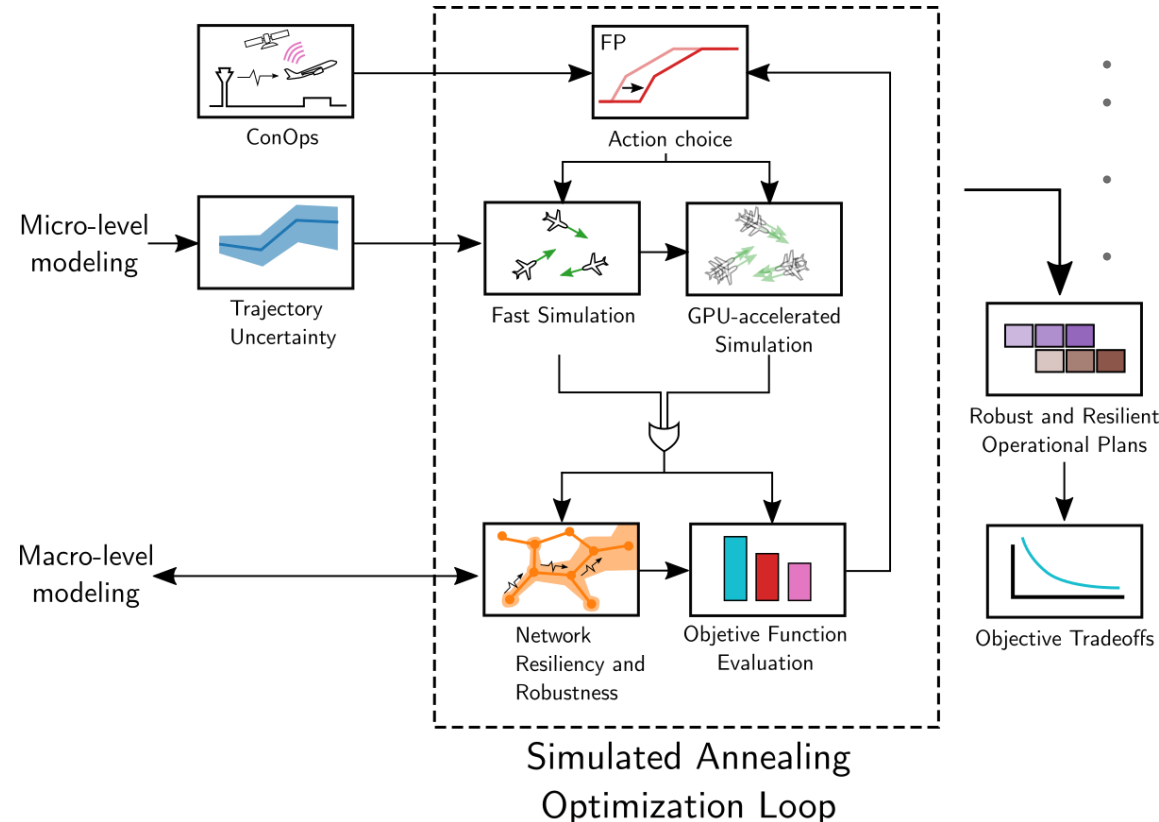 FP
ConOps
Action choice
Micro-level
modeling
Trajectory
Uncertainty
Fast Simulation
GPU-accelerated
Simulation
Robust and Resilient
Operational Plans
Macro-level
modeling
Network
Resiliency and
Robustness
Objetive Function
Evaluation
Objective Tradeoffs
Simulated Annealing
Optimization Loop